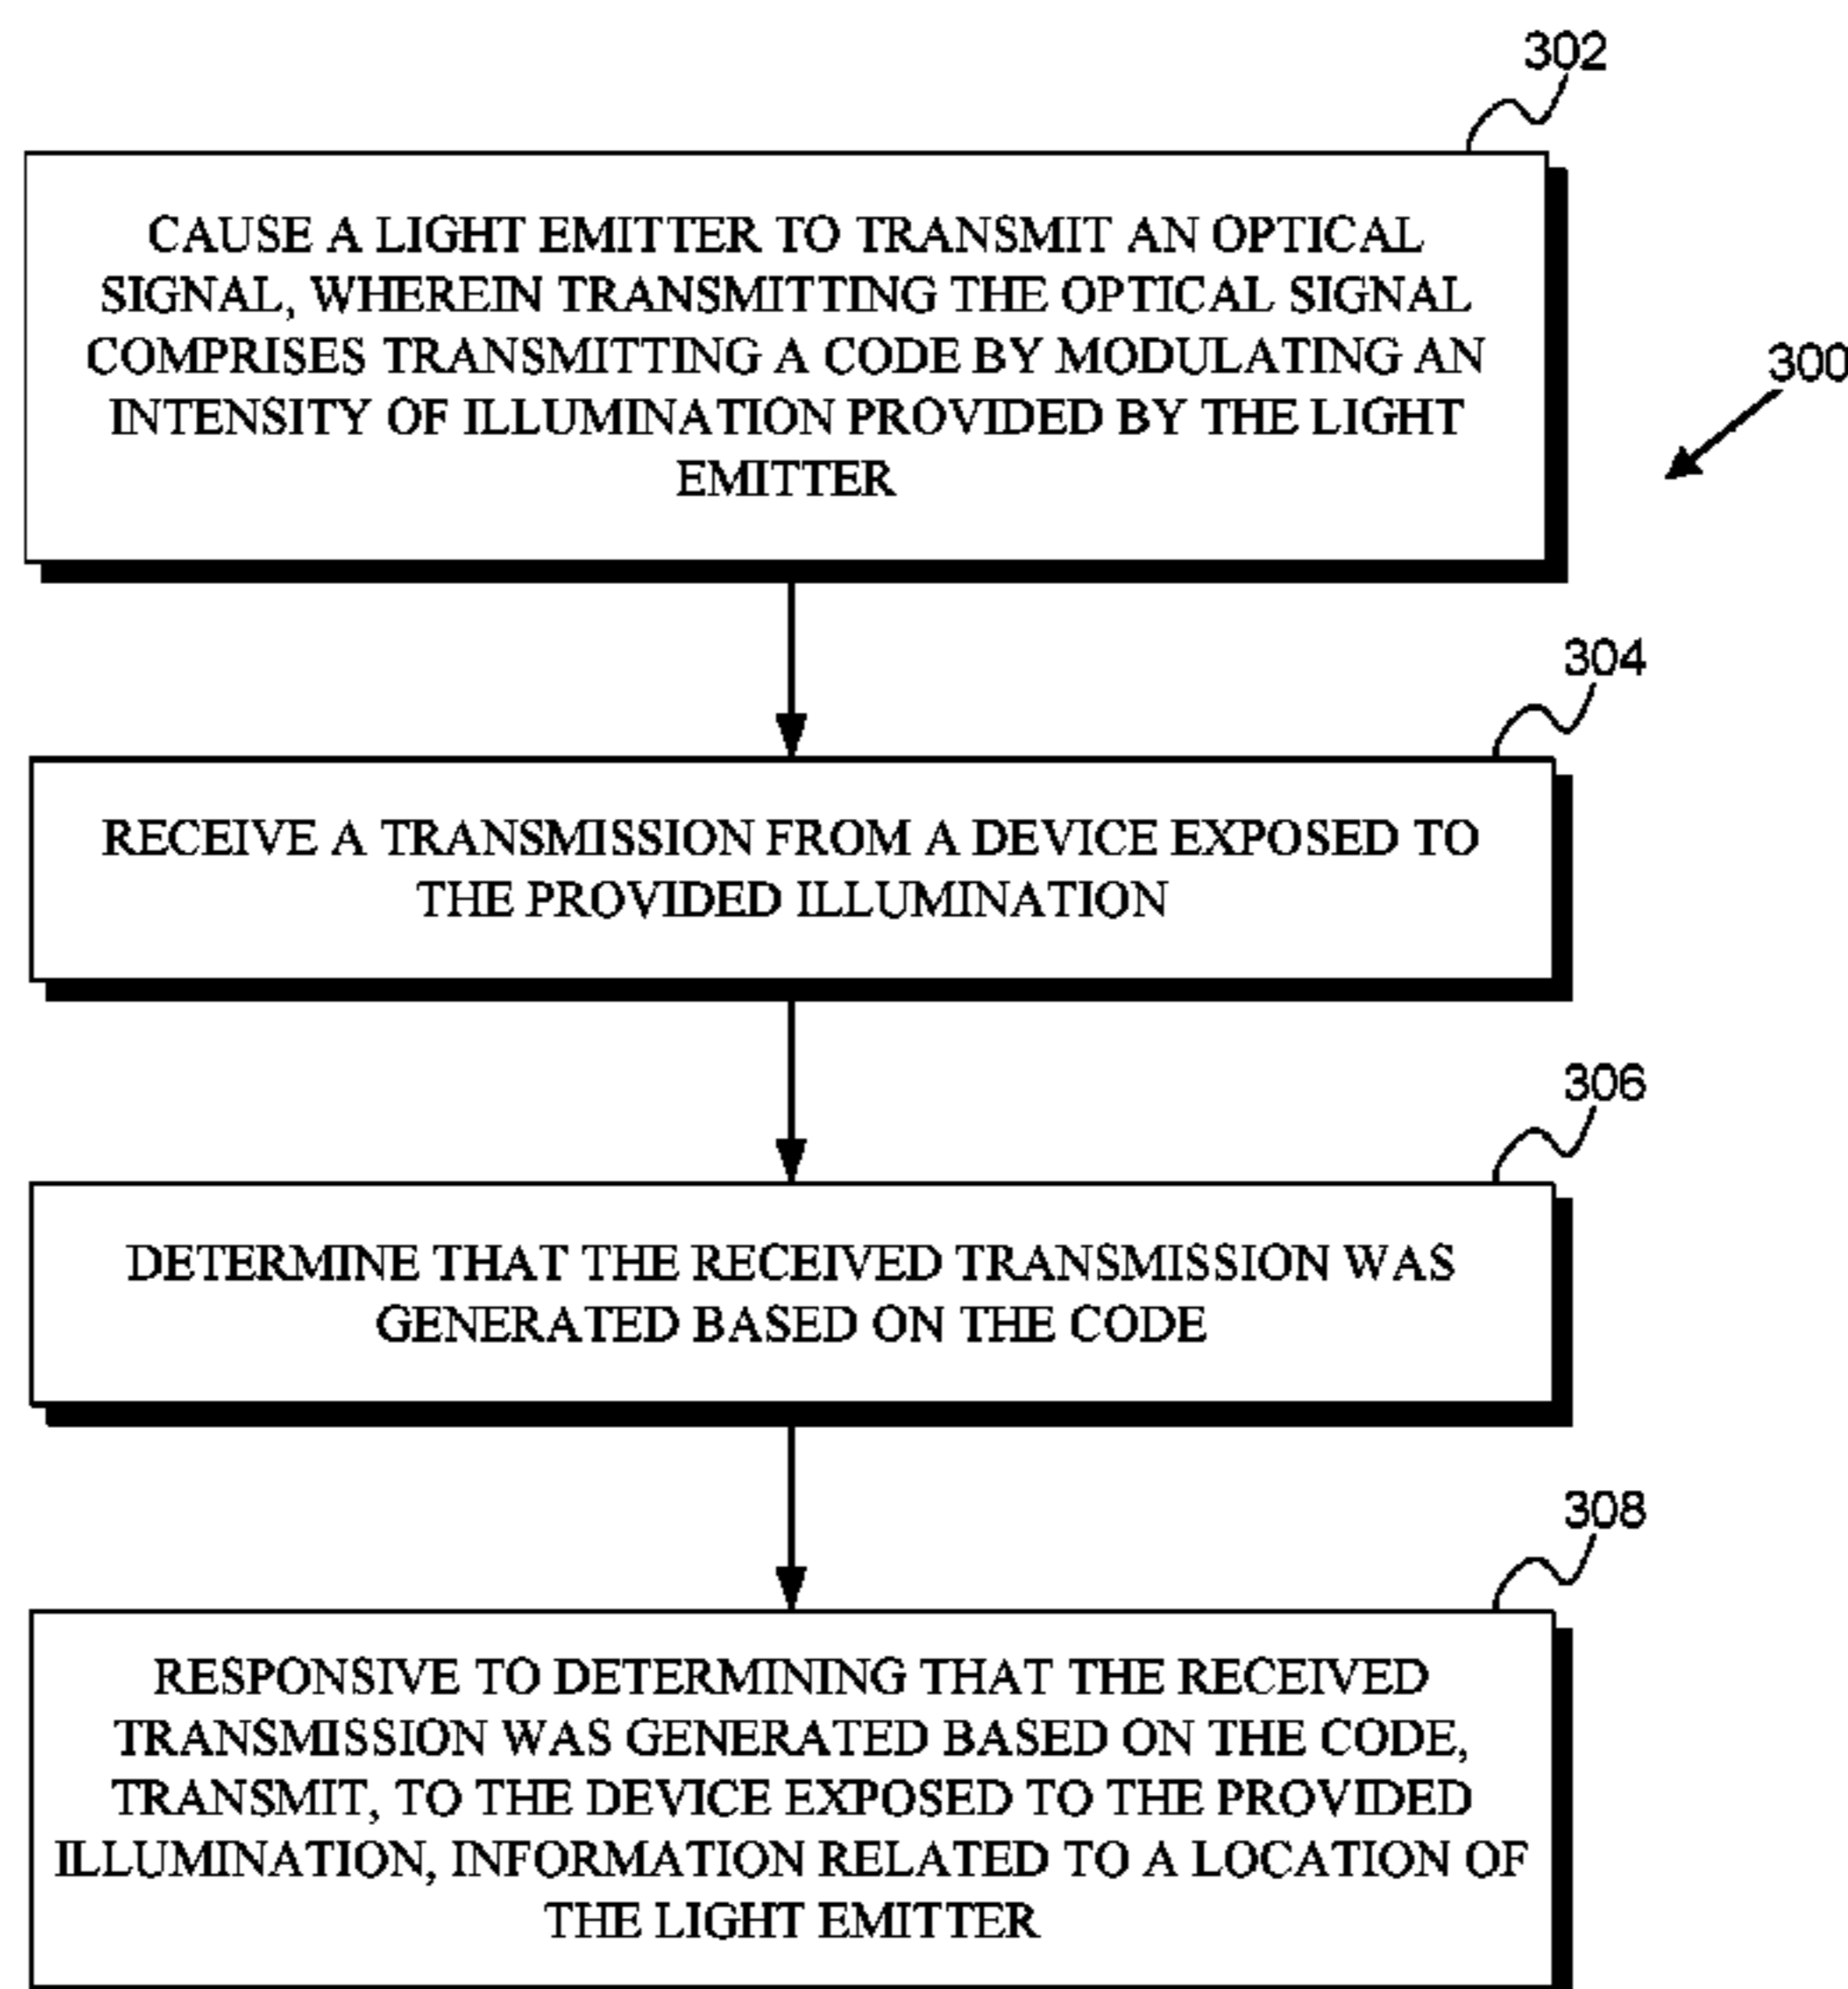 302
CAUSE A LIGHT EMITTER TO TRANSMIT AN OPTICAL
SIGNAL, WHEREIN TRANSMITTING THE OPTICAL SIGNAL
COMPRISES TRANSMITTING A CODE BY MODULATING AN
INTENSITY OF ILLUMINATION PROVIDED BY THE LIGHT
EMITTER
300
304
RECEIVE A TRANSMISSION FROM A DEVICE EXPOSED TO
THE PROVIDED ILLUMINATION
306
DETERMINE THAT THE RECEIVED TRANSMISSION WAS
GENERATED BASED ON THE CODE
308
RESPONSIVE TO DETERMINING THAT THE RECEIVED
TRANSMISSION WAS GENERATED BASED ON THE CODE,
TRANSMIT, TO THE DEVICE EXPOSED TO THE PROVIDED
ILLUMINATION, INFORMATION RELATED TO A LOCATION OF
THE LIGHT EMITTER